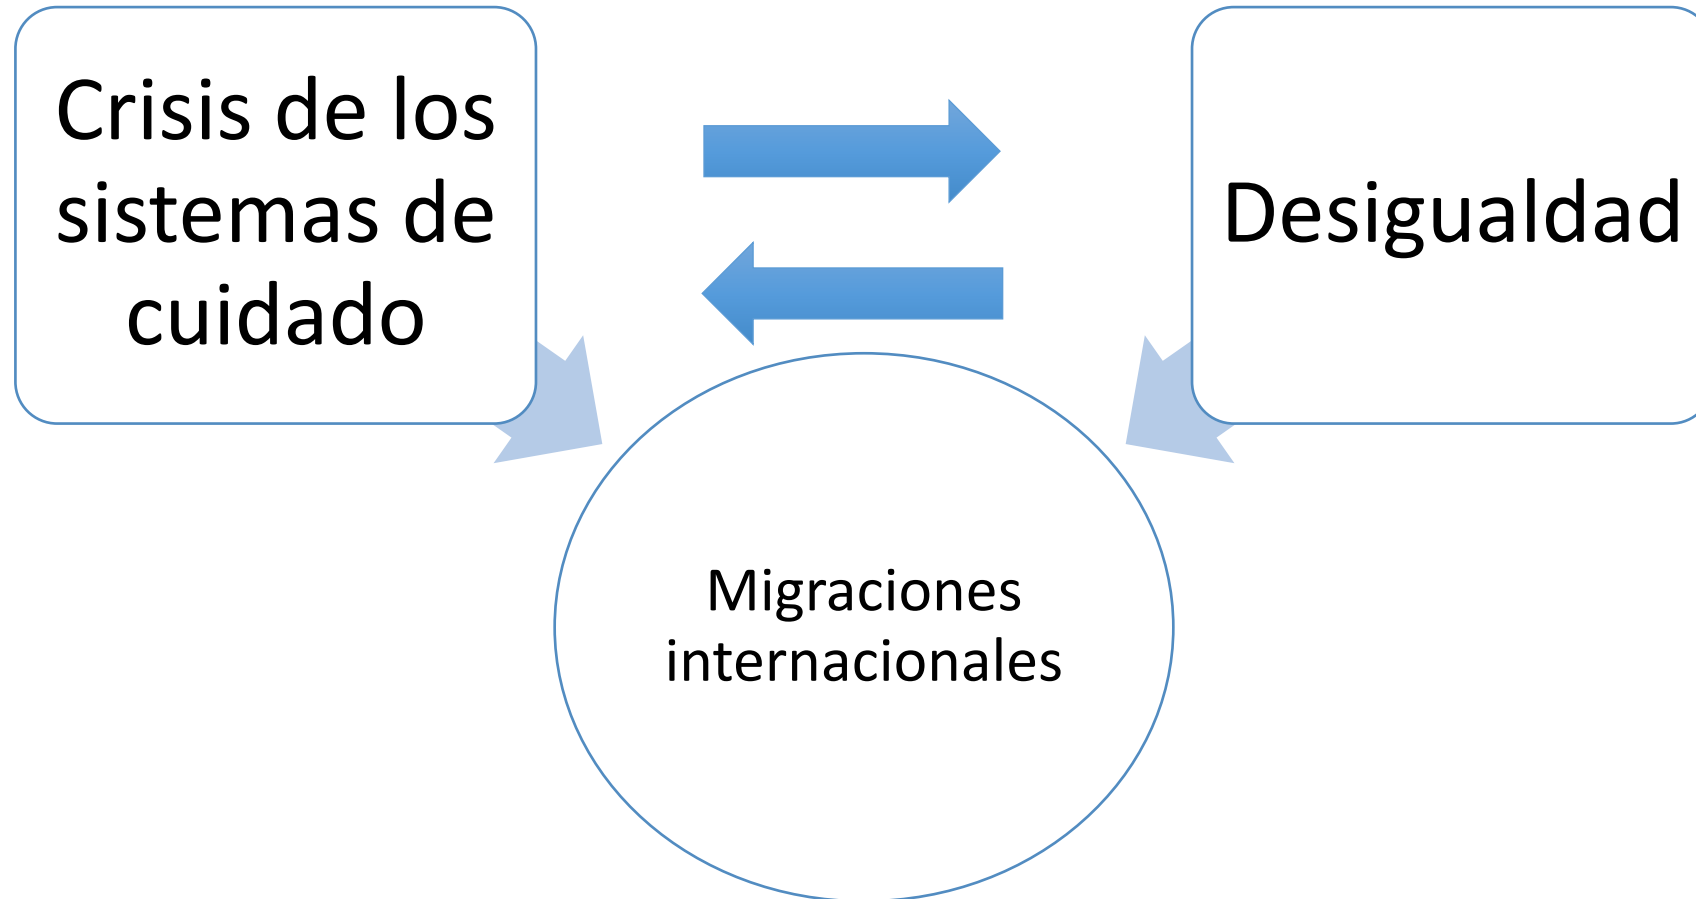 Crisis de los
sistemas de
cuidado
Desigualdad
Migraciones
internacionales